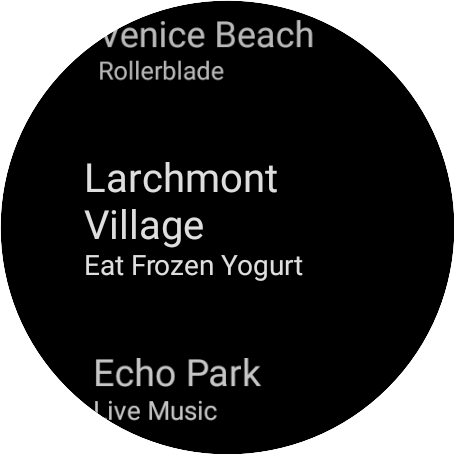 Venice Beach
Rollerblade
Larchmont
Village
Eat Frozen Yogurt
Echo Park
Live Music